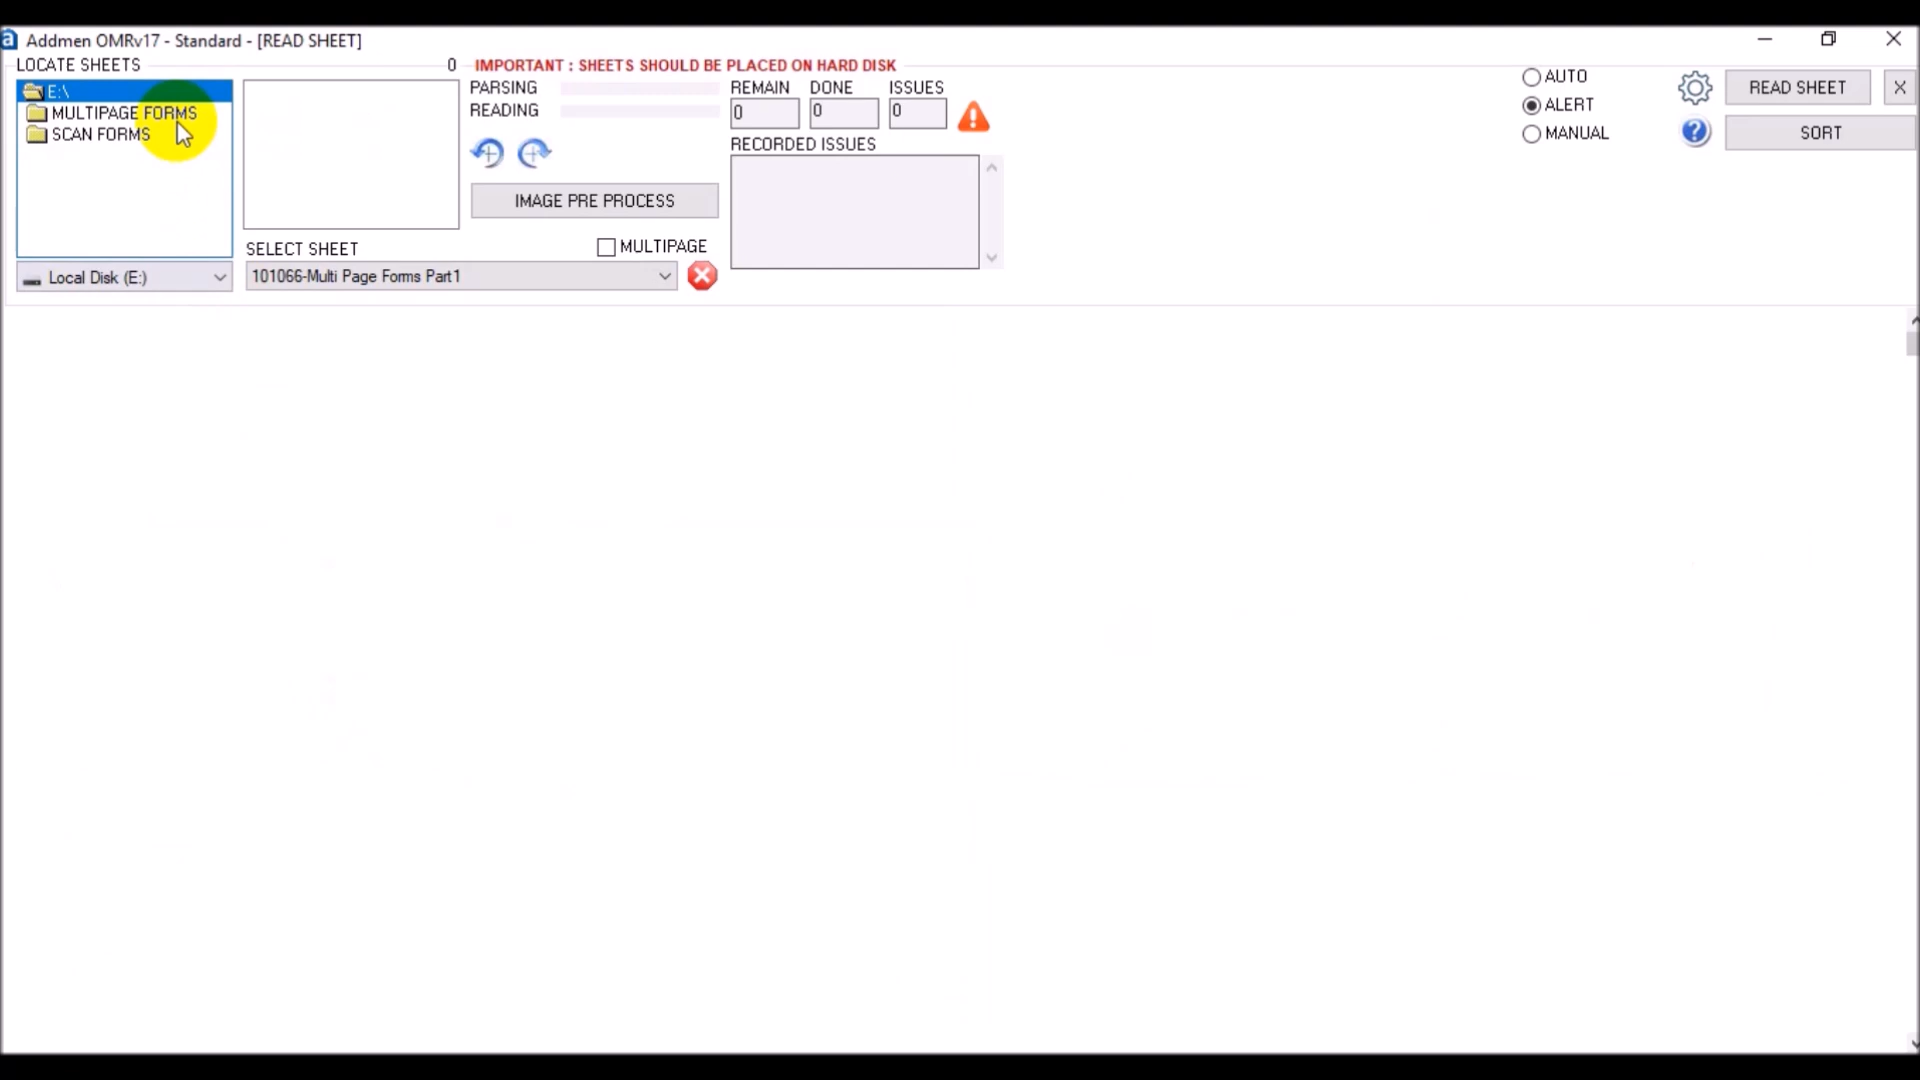 Addmen OMRv17 - Standard - [READ SHEET]
LOCATE SHEETS
0
IMPORTANT : SHEETS SHOULD BE PLACED ON HARD DISK
E:\
MULTIPAGE FORMS
SCAN FORMS
Local Disk (E:)
SELECT SHEET
101066-Multi Page Forms Part1
PARSING
READING
IMAGE PRE PROCESS
MULTIPAGE
REMAIN
DONE
ISSUES
0
0
0
RECORDED ISSUES
AUTO
ALERT
MANUAL
READ SHEET
X
SORT